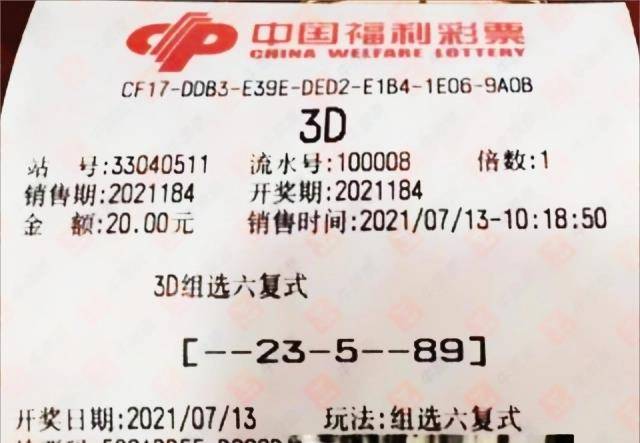 中国福利彩票
CHINA WELFARE LOTTERY
CF17-DDB3-E39E-DED2-E1B4-1E06-9A0B
3D
站 号:33040511 流水号:100008 倍数:1
销售期:2021184 开奖期:2021184
金 额:20.00元 销售时间:2021/07/13-10:18:50
3D组选六复式
[--23-5--89]
开奖日期:2021/07/13 玩法:组选六复式